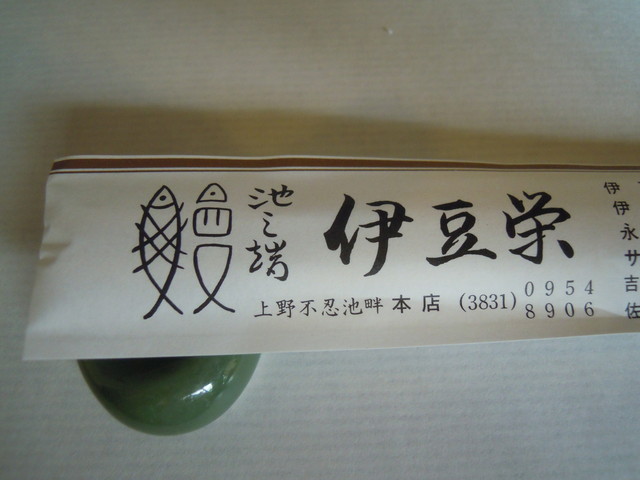 池之端
伊豆栄
上野不忍池畔本店 (3831) 0954
8906
伊
伊
永
サ
吉
佐